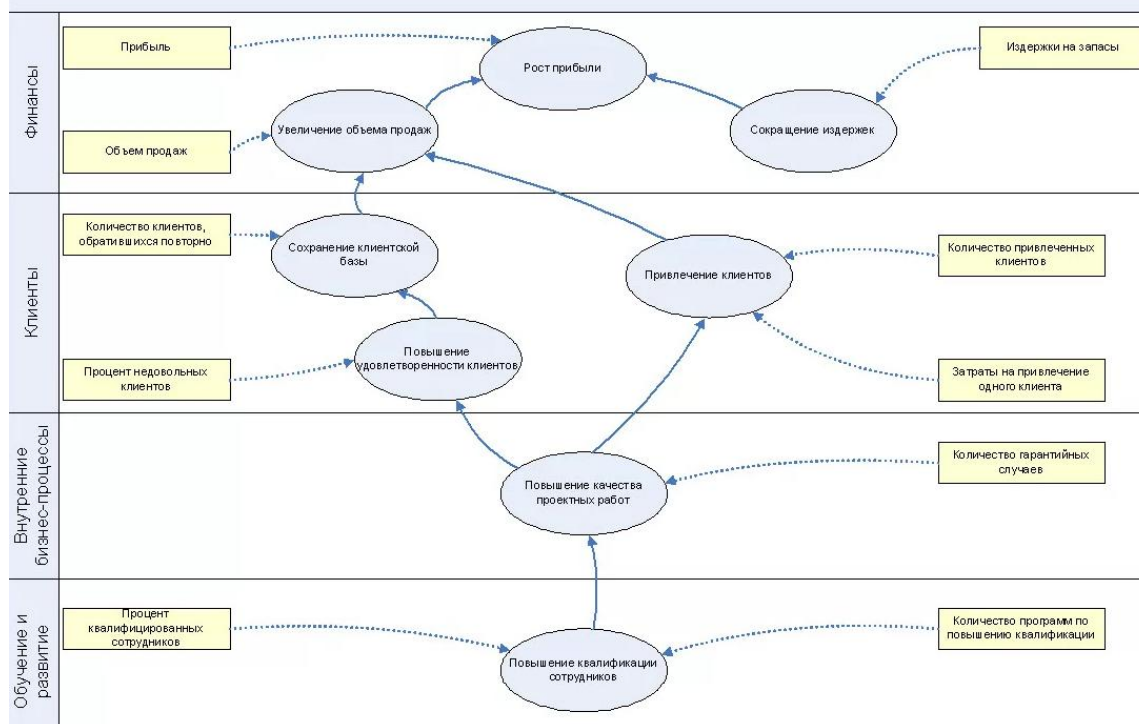 Финансы
Прибыль
Рост прибыли
Издержки на запасы
Увеличение объема продаж
Сокращение издержек
Объем продаж
Клиенты
Количество клиентов,
обратившихся повторно
Сохранение клиентской
базы
Привлечение клиентов
Количество привлеченных
клиентов
Повышение
удовлетворенности клиентов
Процент недовольных
клиентов
Затраты на привлечение
одного клиента
Внутренние
бизнес-процессы
Количество гарантийных
случаев
Повышение качества
проектных работ
Обучение и
развитие
Процент
квалифицированных
сотрудников
Количество программ по
повышению квалификации
Повышение квалификации
сотрудников